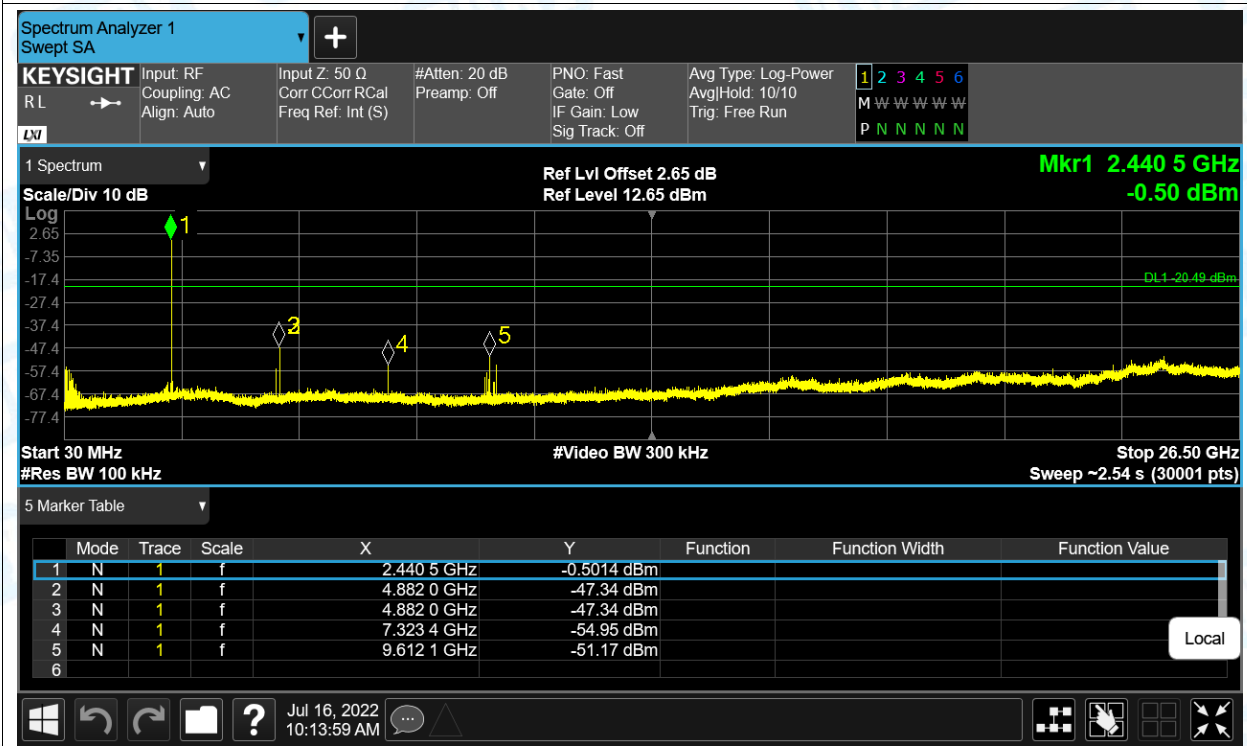 Spectrum Analyzer 1
Swept SA
+
KEYSIGHT Input: RF Input Z: 50 Ω #Atten: 20 dB PNO: Fast Avg Type: Log-Power 1 2 3 4 5 6
R L Coupling: AC Corr CCorr RCal Preamp: Off Gate: Off Avg|Hold: 10/10 M W W W W W W
Align: Auto Freq Ref: Int (S) IF Gain: Low Trig: Free Run
LXI Sig Track: Off P N N N N N
1 Spectrum Ref Lvl Offset 2.65 dB Mkr1 2.440 5 GHz
Scale/Div 10 dB Ref Level 12.65 dBm -0.50 dBm
Log
1
2.65
-7.35
-17.4 DL1 -20.49 dBm
-27.4
-37.4 3
-47.4 4 5
-57.4
-67.4
-77.4
Start 30 MHz #Video BW 300 kHz Stop 26.50 GHz
#Res BW 100 kHz Sweep ~2.54 s (30001 pts)
5 Marker Table
Mode Trace Scale X Y Function Function Width Function Value
1 N 1 f 2.440 5 GHz -0.5014 dBm
2 N 1 f 4.882 0 GHz -47.34 dBm
3 N 1 f 4.882 0 GHz -47.34 dBm
4 N 1 f 7.323 4 GHz -54.95 dBm
5 N 1 f 9.612 1 GHz -51.17 dBm
6
Local
? Jul 16, 2022
10:13:59 AM